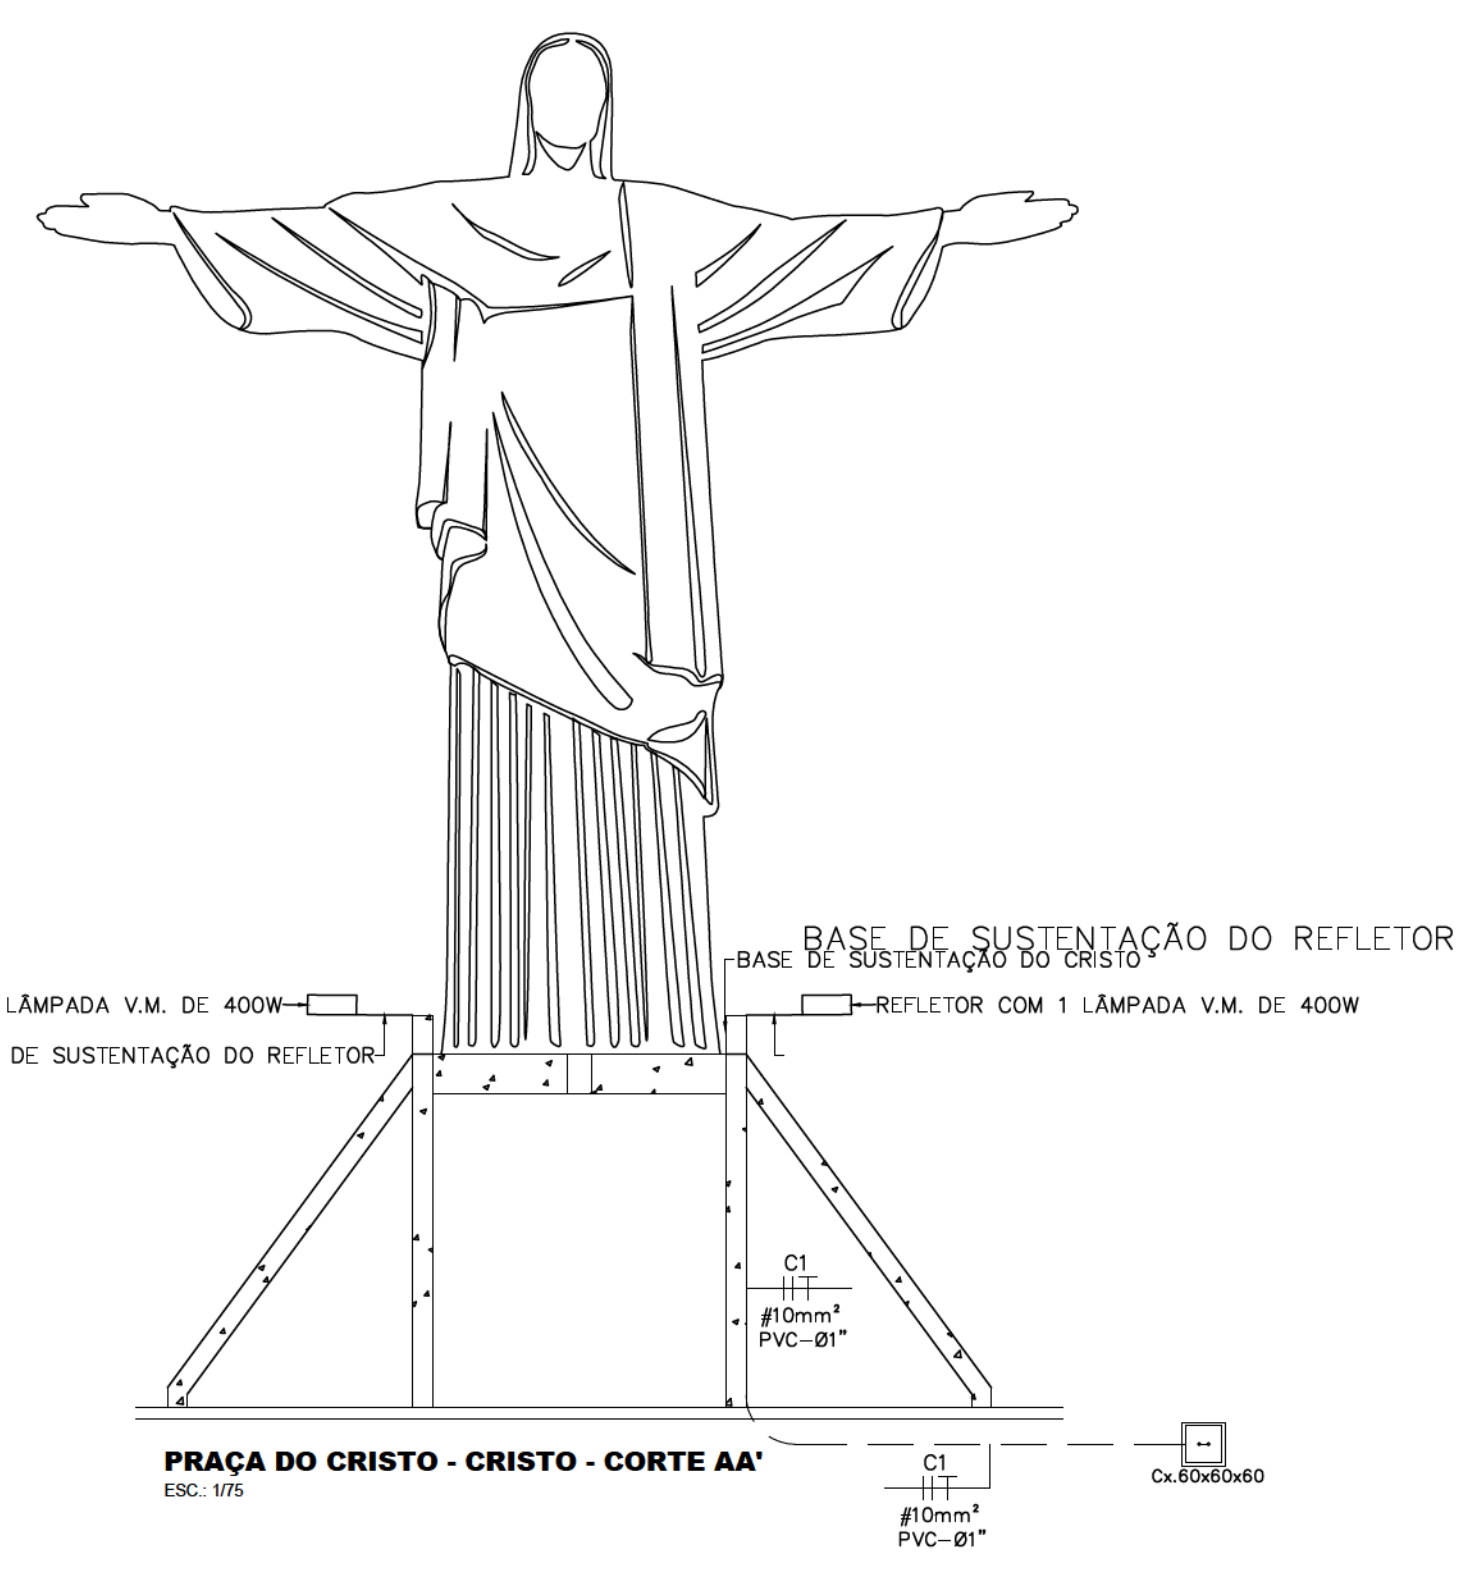 BASE DE SUSTENTAÇÃO DO REFLETOR
BASE DE SUSTENTAÇÃO DO CRISTO
LÂMPADA V.M. DE 400W
REFLETOR COM 1 LÂMPADA V.M. DE 400W
DE SUSTENTAÇÃO DO REFLETOR
C1
#10mm²
PVC-Ø1"
PRAÇA DO CRISTO - CRISTO - CORTE AA'
ESC.: 1/75
C1
#10mm²
PVC-Ø1"
Cx.60x60x60